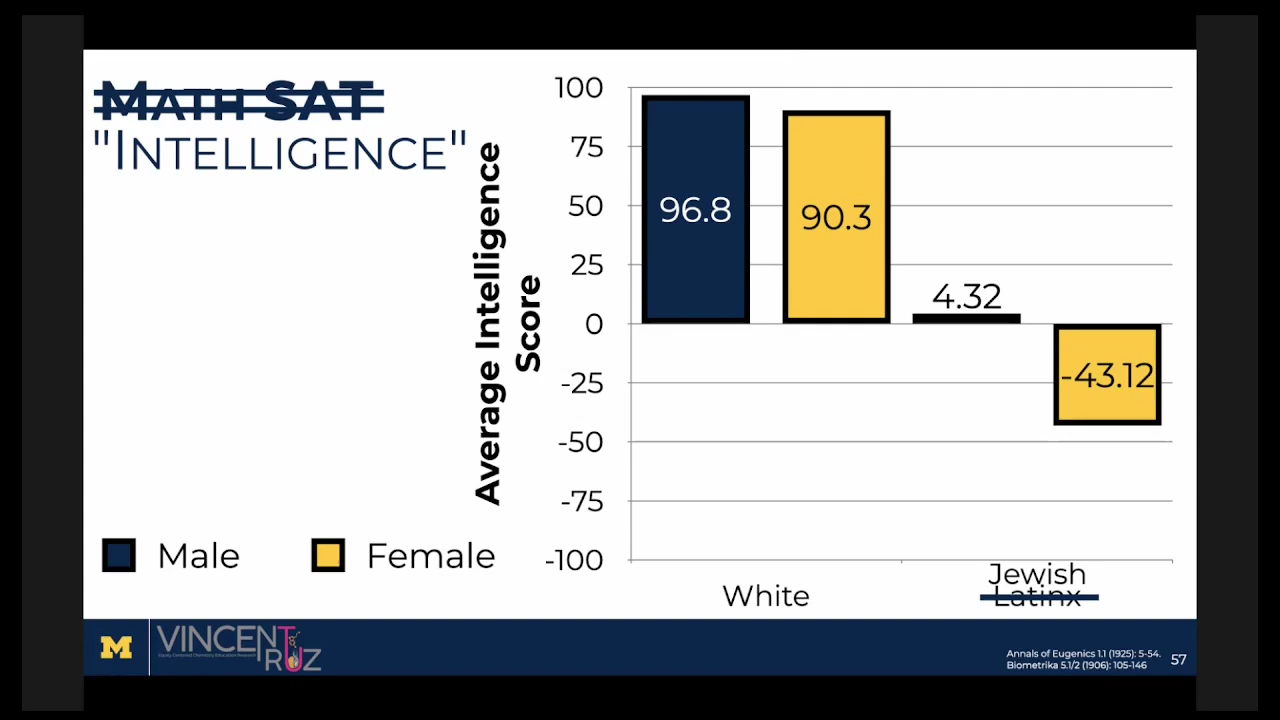 MATH SAT
"INTELLIGENCE"
Average Intelligence
Score
100
75
50
25
0
-25
-50
-75
-100
96.8
90.3
4.32
-43.12
Male
Female
White
Jewish
Latinx
M
VINCENT
RUZ
Annals of Eugenics 1.1 (1925): 5-54.
Biometrika 5.1/2 (1906): 105-146
57